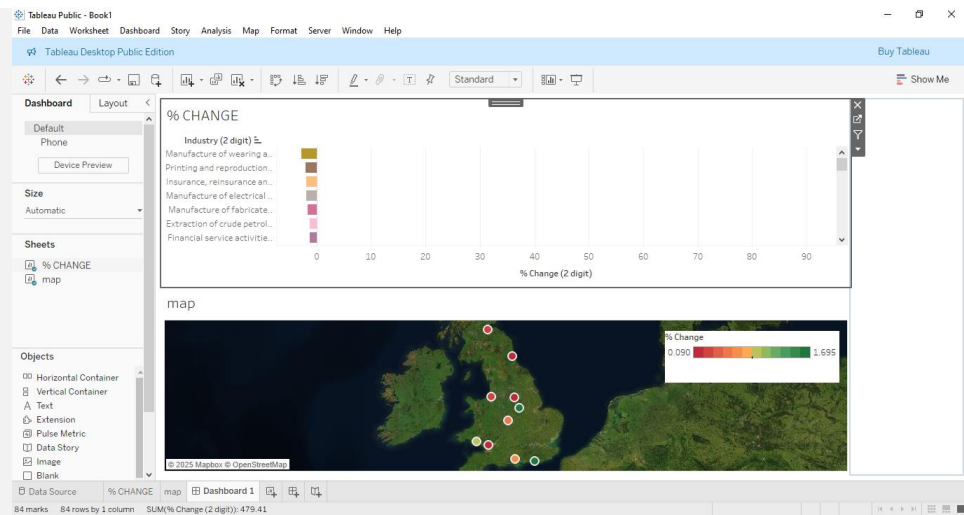 Tableau Public - Book1
File Data Worksheet Dashboard Story Analysis Map Format Server Window Help
Tableau Desktop Public Edition
Buy Tableau
Standard
Show Me
Dashboard
Layout
Default
Phone
Device Preview
Size
Automatic
Sheets
% CHANGE
map
Objects
Horizontal Container
Vertical Container
Text
Extension
Pulse Metric
Data Story
Image
Blank
% CHANGE
Industry (2 digit)
Manufacture of wearing a..
Printing and reproduction..
Insurance, reinsurance an..
Manufacture of electrical ..
Manufacture of fabricate..
Extraction of crude petrol..
Financial service activitie..
0 10 20 30 40 50 60 70 80 90
% Change (2 digit)
map
% Change
0.090 1.695
© 2025 Mapbox © OpenStreetMap
Data Source % CHANGE map Dashboard 1
84 marks 84 rows by 1 column SUM(% Change (2 digit)): 479.41